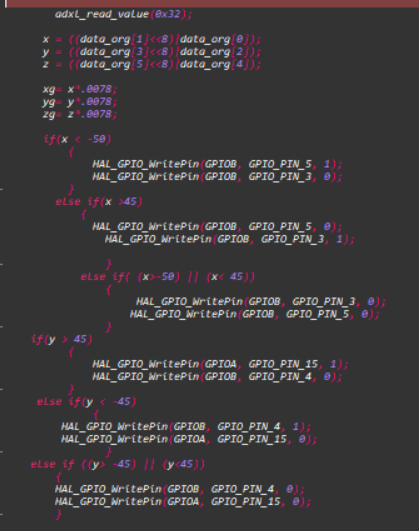 adxl_read_value(0x32);
x = ((data_org[1]<<8)|data_org[0]);
y = ((data_org[3]<<8)|data_org[2]);
z = ((data_org[5]<<8)|data_org[4]);
xg= x*.0078;
yg= y*.0078;
zg= z*.0078;
if(x < -50)
{
HAL_GPIO_WritePin(GPIOB, GPIO_PIN_5, 1);
HAL_GPIO_WritePin(GPIOB, GPIO_PIN_3, 0);
}
else if(x >45)
{
HAL_GPIO_WritePin(GPIOB, GPIO_PIN_5, 0);
HAL_GPIO_WritePin(GPIOB, GPIO_PIN_3, 1);
}
else if( (x>-50) || (x< 45))
{
HAL_GPIO_WritePin(GPIOB, GPIO_PIN_3, 0);
HAL_GPIO_WritePin(GPIOB, GPIO_PIN_5, 0);
}
if(y > 45)
{
HAL_GPIO_WritePin(GPIOA, GPIO_PIN_15, 1);
HAL_GPIO_WritePin(GPIOB, GPIO_PIN_4, 0);
}
else if(y < -45)
{
HAL_GPIO_WritePin(GPIOB, GPIO_PIN_4, 1);
HAL_GPIO_WritePin(GPIOA, GPIO_PIN_15, 0);
}
else if ((y> -45) || (y<45))
{
HAL_GPIO_WritePin(GPIOB, GPIO_PIN_4, 0);
HAL_GPIO_WritePin(GPIOA, GPIO_PIN_15, 0);
}